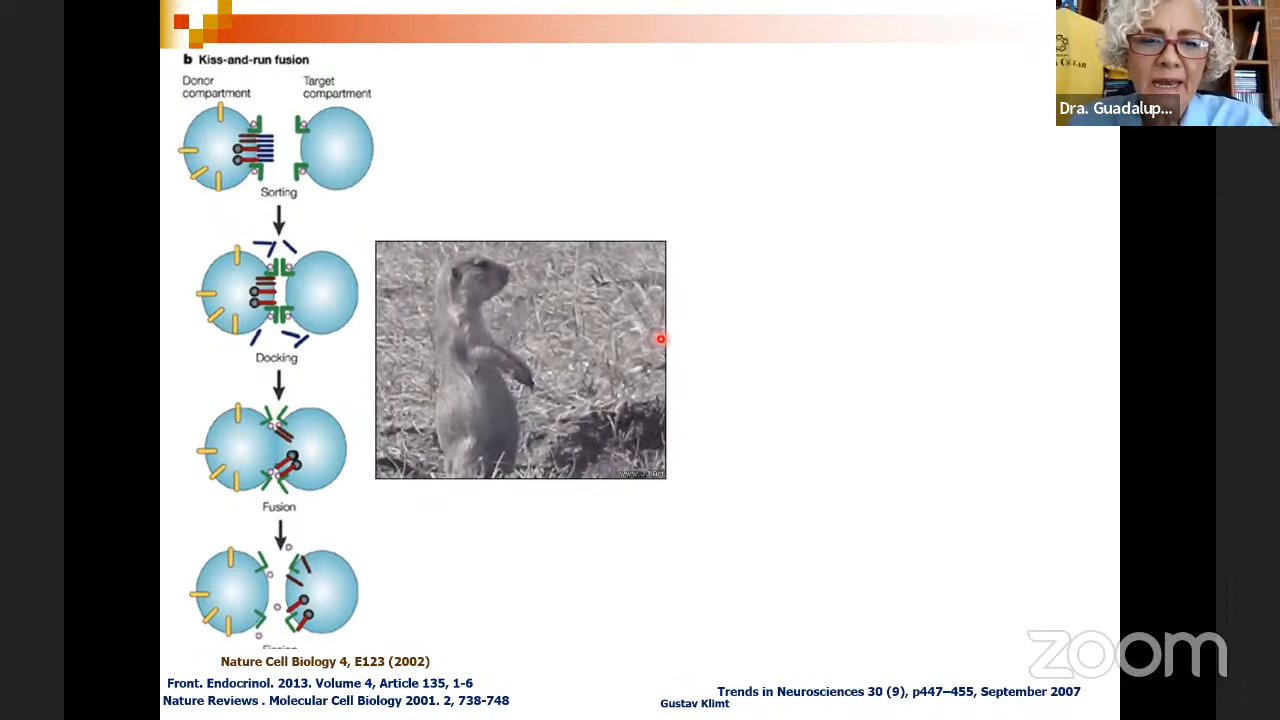 b Kiss-and-run fusion
Donor compartment
Target compartment
Sorting
Docking
Fusion
Nature Cell Biology 4, E123 (2002)
Front. Endocrinol. 2013. Volume 4, Article 135, 1-6
Nature Reviews . Molecular Cell Biology 2001. 2, 738-748
Trends in Neurosciences 30 (9), p447–455, September 2007
Gustav Klimt
Dra. Guadalup...
zoom